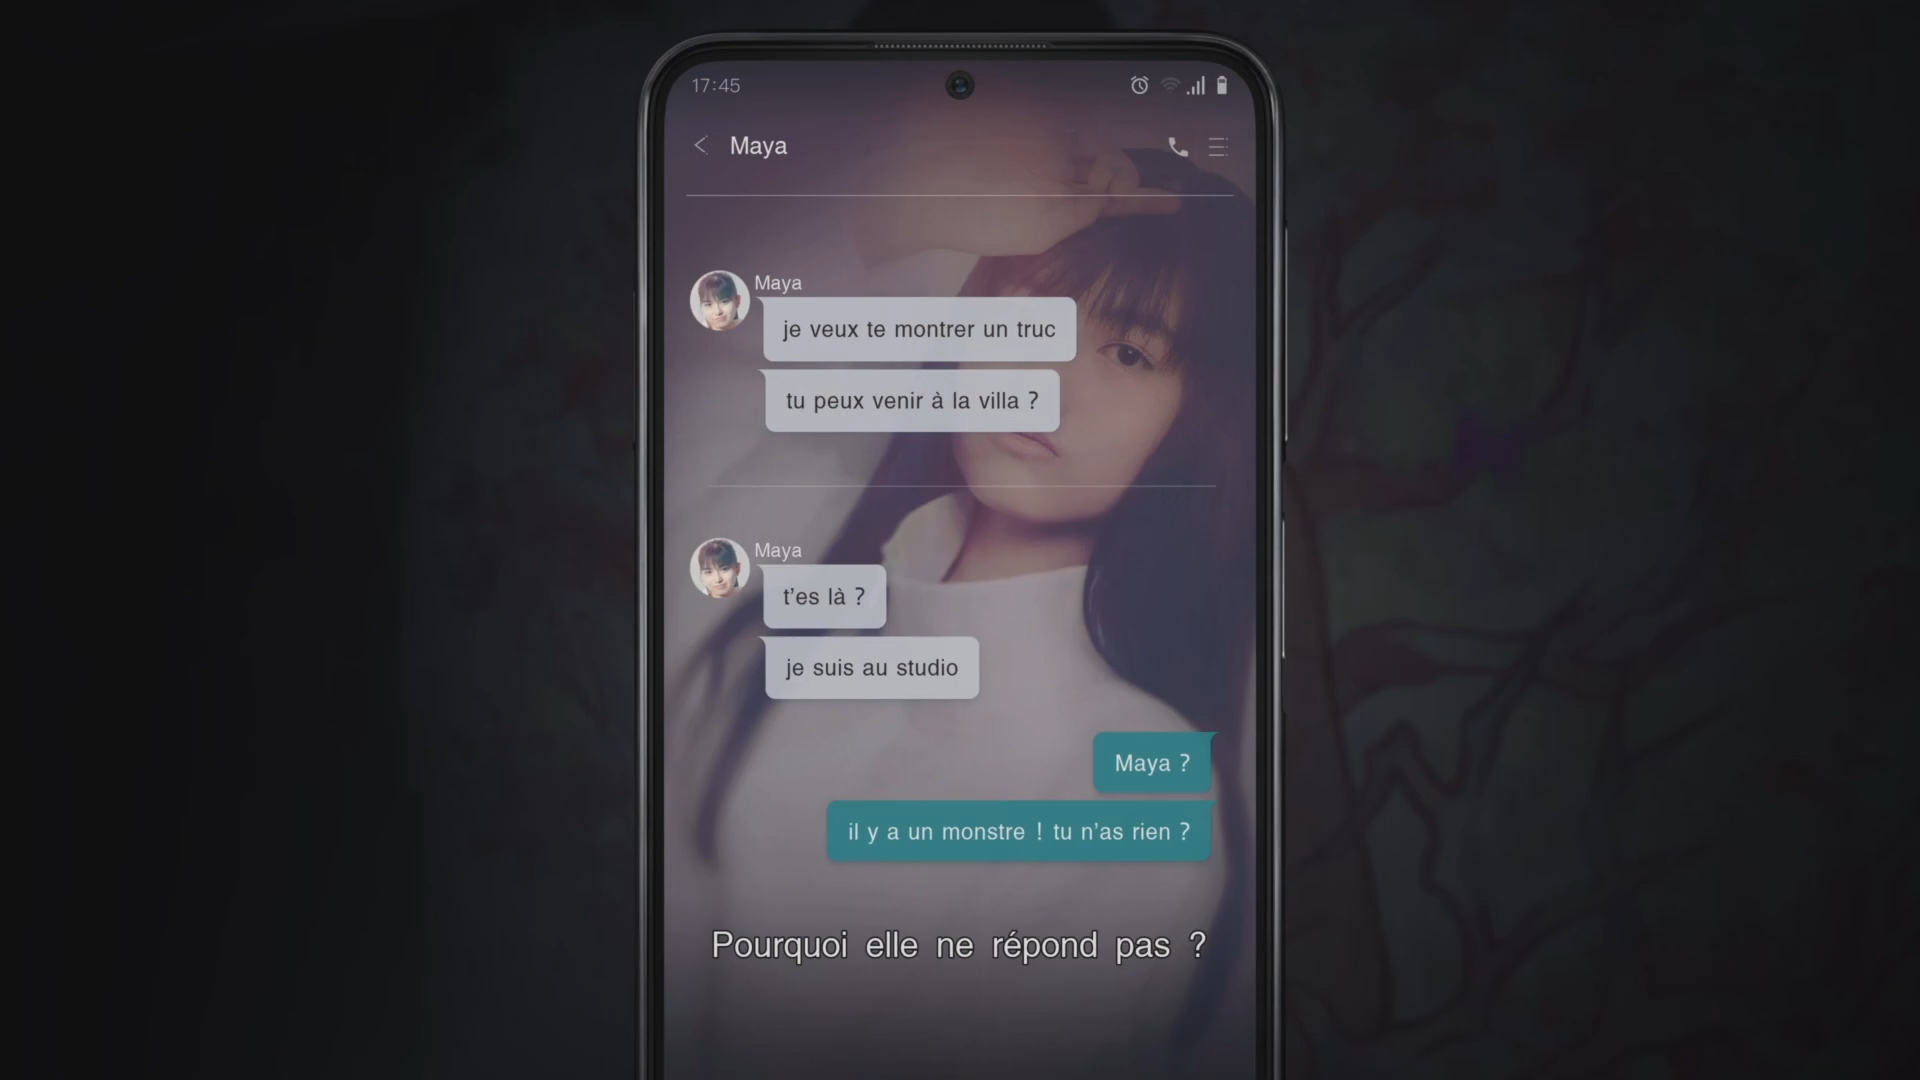 17:45
Maya
Maya
je veux te montrer un truc
tu peux venir à la villa ?
Maya
t'es là ?
je suis au studio
Maya ?
il y a un monstre ! tu n'as rien ?
Pourquoi elle ne répond pas ?